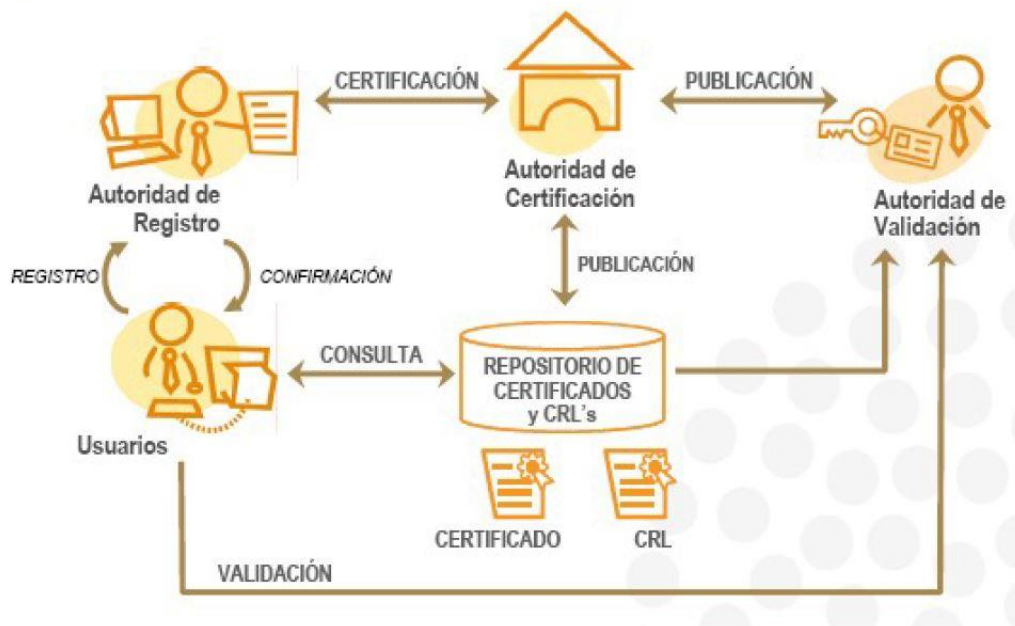 CERTIFICACIÓN
PUBLICACIÓN
Autoridad de
Registro
Autoridad de
Certificación
Autoridad de
Validación
REGISTRO
CONFIRMACIÓN
PUBLICACIÓN
CONSULTA
REPOSITORIO DE
CERTIFICADOS
y CRL's
Usuarios
CERTIFICADO
CRL
VALIDACIÓN